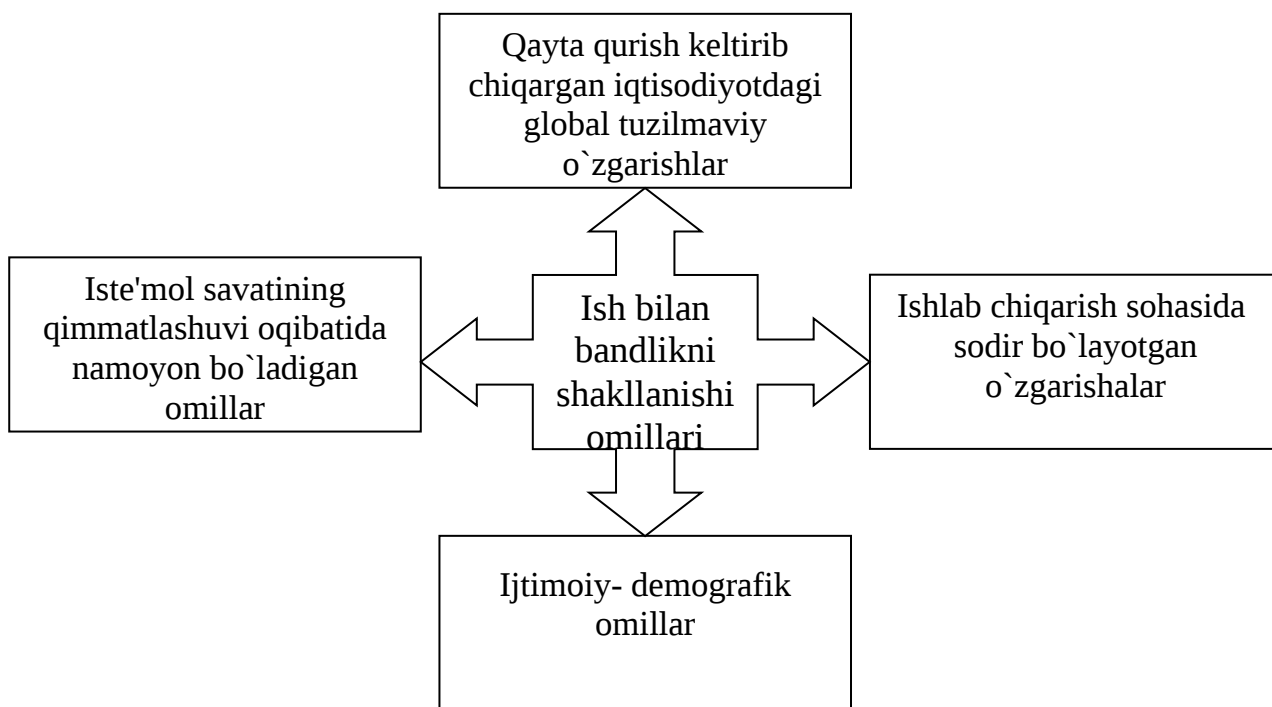 Qayta qurish keltirib
chiqargan iqtisodiyotdagi
global tuzilmaviy
o`zgarishlar
Iste'mol savatining
qimmatlashuvi oqibatida
namoyon bo`ladigan
omillar
Ish bilan
bandlikni
shakllanishi
omillari
Ishlab chiqarish sohasida
sodir bo`layotgan
o`zgarishalar
Ijtimoiy- demografik
omillar